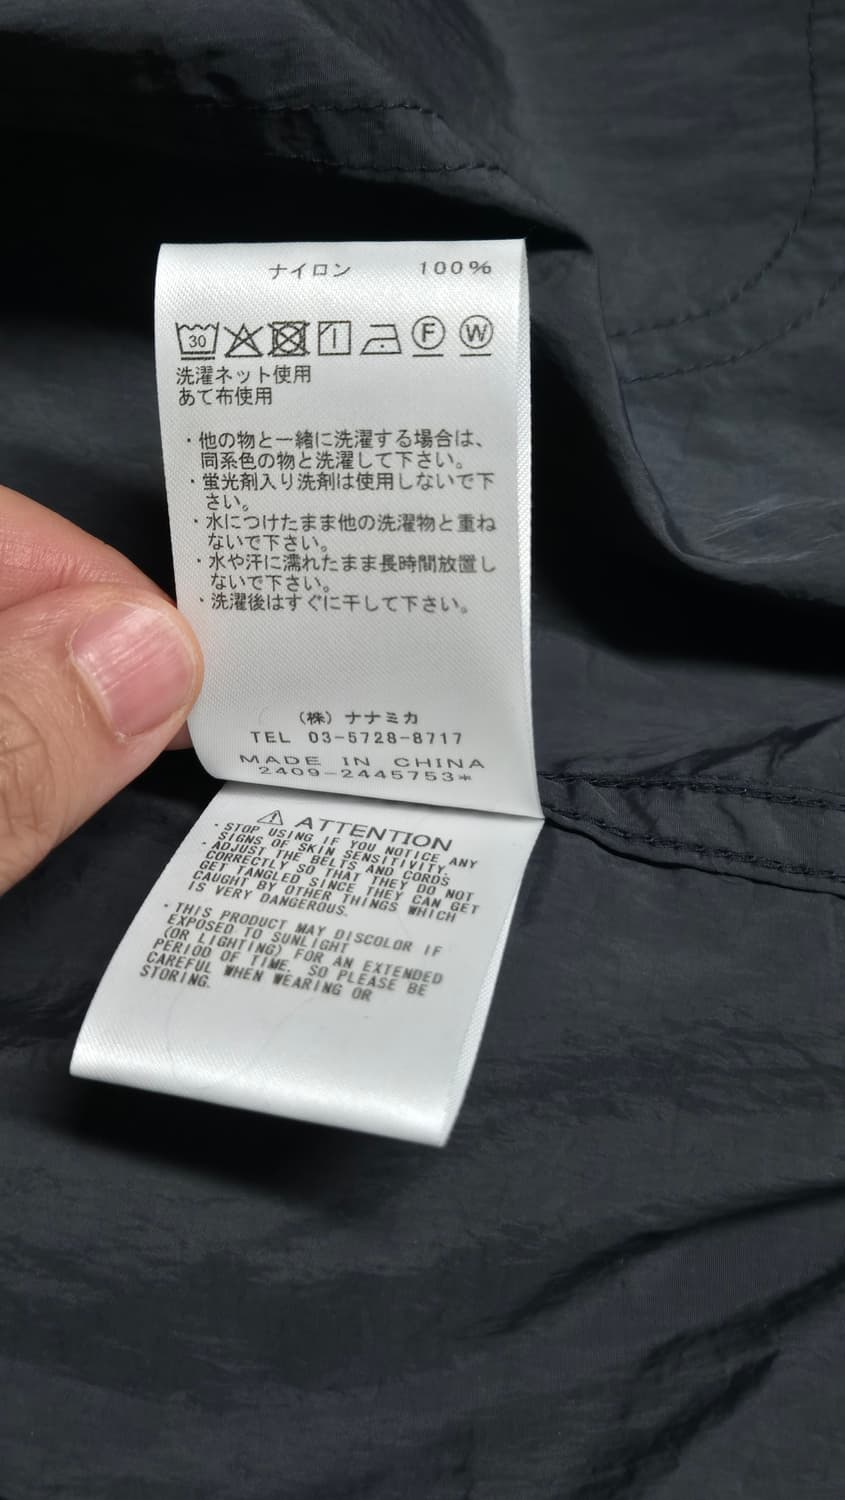 ナイロン 100%
30 F W
洗濯ネット使用
あて布使用
・他の物と一緒に洗濯する場合は、
同系色の物と洗濯して下さい。
・蛍光剤入り洗剤は使用しないで下
さい。
・水につけたまま他の洗濯物と重ね
ないで下さい。
・水や汗に濡れたまま長時間放置し
ないで下さい。
・洗濯後はすぐに干して下さい。
（株）ナナミカ
TEL 03-5728-8717
MADE IN CHINA
2409-2445753*
⚠ ATTENTION
・STOP USING IF YOU NOTICE ANY
SIGNS OF SKIN SENSITIVITY.
・ADJUST THE BELTS AND CORDS
CORRECTLY SO THAT THEY DO NOT
GET TANGLED SINCE THEY CAN GET
CAUGHT BY OTHER THINGS WHICH
IS VERY DANGEROUS.
・THIS PRODUCT MAY DISCOLOR IF
EXPOSED TO SUNLIGHT
(OR LIGHTING) FOR AN EXTENDED
PERIOD OF TIME. SO PLEASE BE
CAREFUL WHEN WEARING OR
STORING.